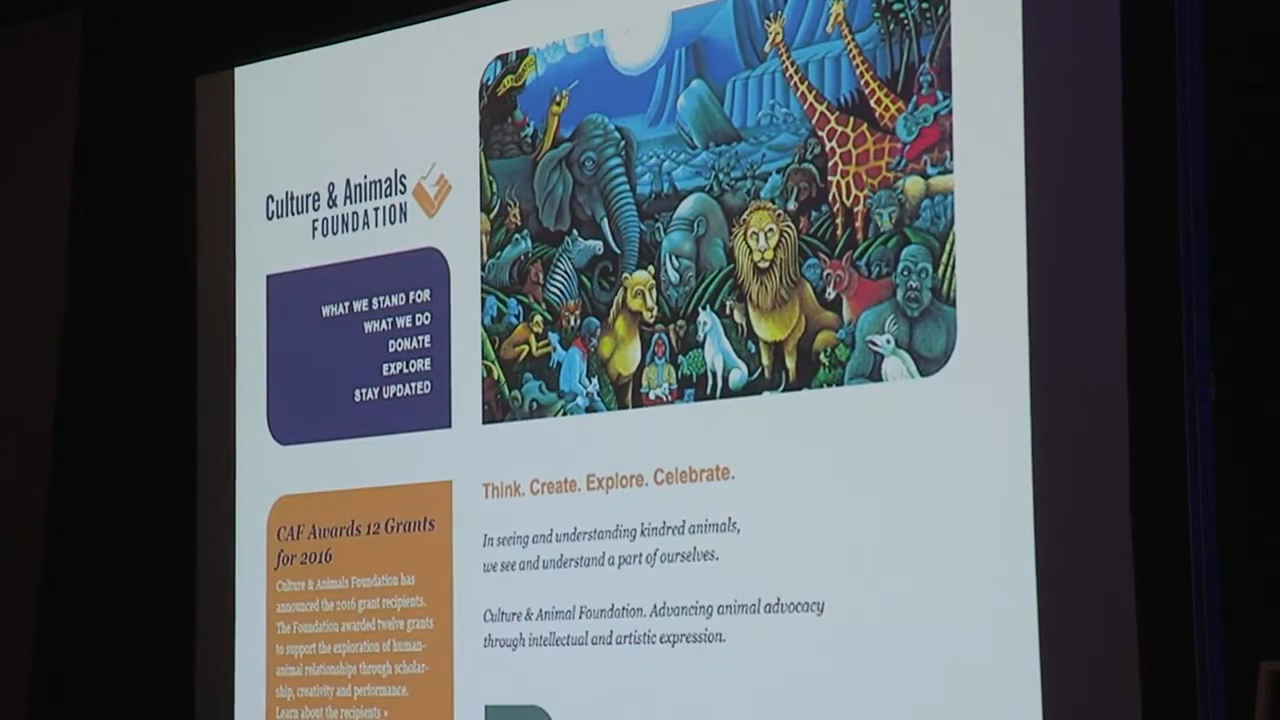 Culture & Animals
FOUNDATION
WHAT WE STAND FOR
WHAT WE DO
DONATE
EXPLORE
STAY UPDATED
CAF Awards 12 Grants
for 2016
Culture & Animals Foundation has
announced the 2016 grant recipients.
The Foundation awarded twelve grants
to support the exploration of human-
animal relationships through scholar-
ship, creativity and performance.
Learn about the recipients »
Think. Create. Explore. Celebrate.
In seeing and understanding kindred animals,
we see and understand a part of ourselves.
Culture & Animal Foundation. Advancing animal advocacy
through intellectual and artistic expression.